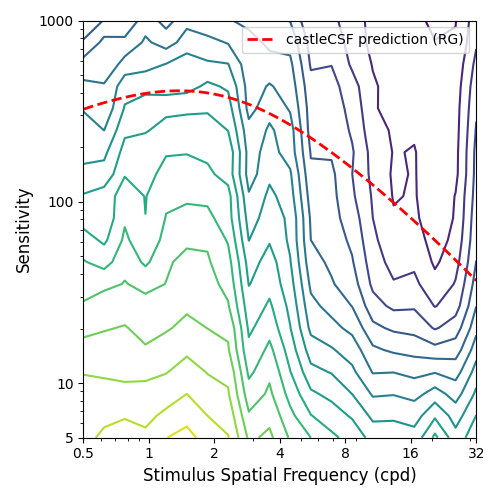 castleCSF prediction (RG)
Sensitivity
1000
100
10
5
0.5 1 2 4 8 16 32
Stimulus Spatial Frequency (cpd)